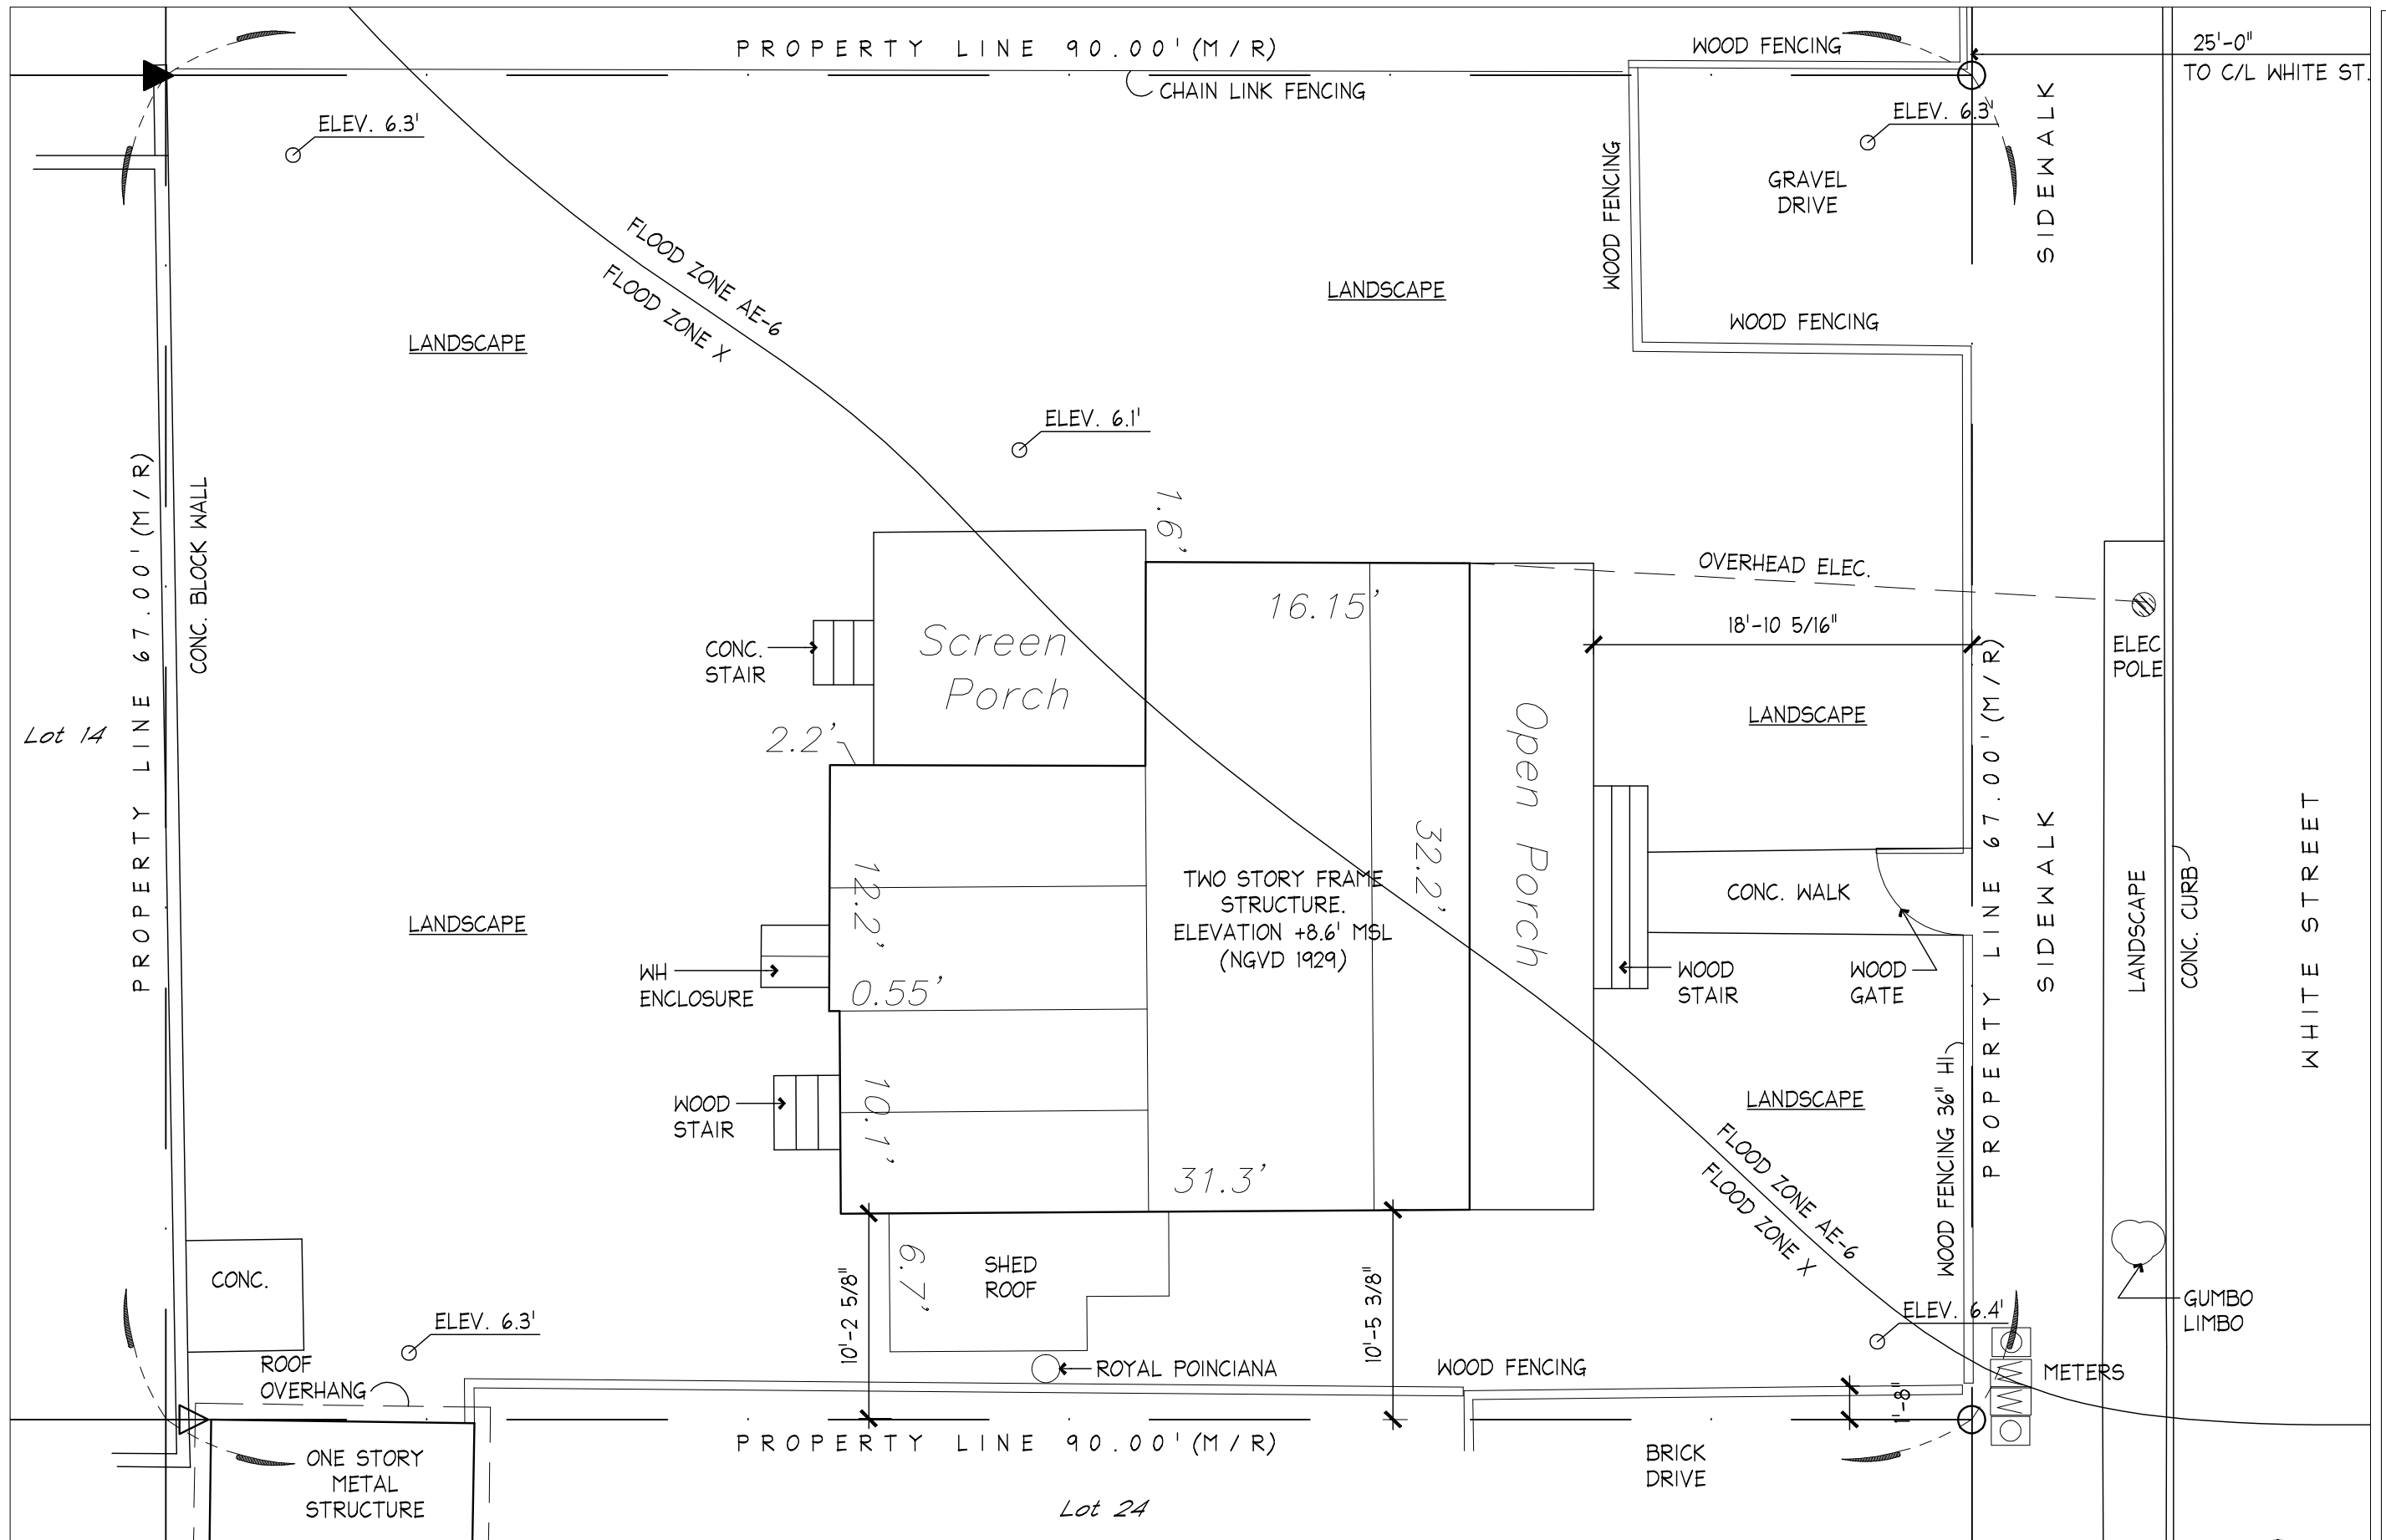 PROPERTY LINE 90.00'(M/R)
WOOD FENCING
25'-0"
TO C/L WHITE ST.
CHAIN LINK FENCING
ELEV. 6.3'
ELEV. 6.3'
SIDEWALK
WOOD FENCING
GRAVEL
DRIVE
FLOOD ZONE AE-6
FLOOD ZONE X
LANDSCAPE
LANDSCAPE
WOOD FENCING
ELEV. 6.1'
PROPERTY LINE 67.00'(M/R)
CONC. BLOCK WALL
1.6'
OVERHEAD ELEC.
16.15'
18'-10 5/16"
Screen
Porch
CONC.
STAIR
ELEC
POLE
Lot 14
2.2'
Open Porch
LANDSCAPE
PROPERTY LINE 67.00'(M/R)
12.2'
32.2'
TWO STORY FRAME
STRUCTURE.
ELEVATION +8.6' MSL
(NGVD 1929)
CONC. WALK
SIDEWALK
LANDSCAPE
CONC. CURB
WHITE STREET
LANDSCAPE
WH
ENCLOSURE
0.55'
WOOD
STAIR
WOOD
GATE
WOOD
STAIR
10.1'
LANDSCAPE
WOOD FENCING 36" HI
FLOOD ZONE AE-6
FLOOD ZONE X
31.3'
CONC.
6.7'
SHED
ROOF
10'-2 5/8"
10'-5 3/8"
ELEV. 6.3'
ELEV. 6.4'
GUMBO
LIMBO
ROOF
OVERHANG
ROYAL POINCIANA
WOOD FENCING
METERS
1'-8"
PROPERTY LINE 90.00'(M/R)
ONE STORY
METAL
STRUCTURE
BRICK
DRIVE
Lot 24